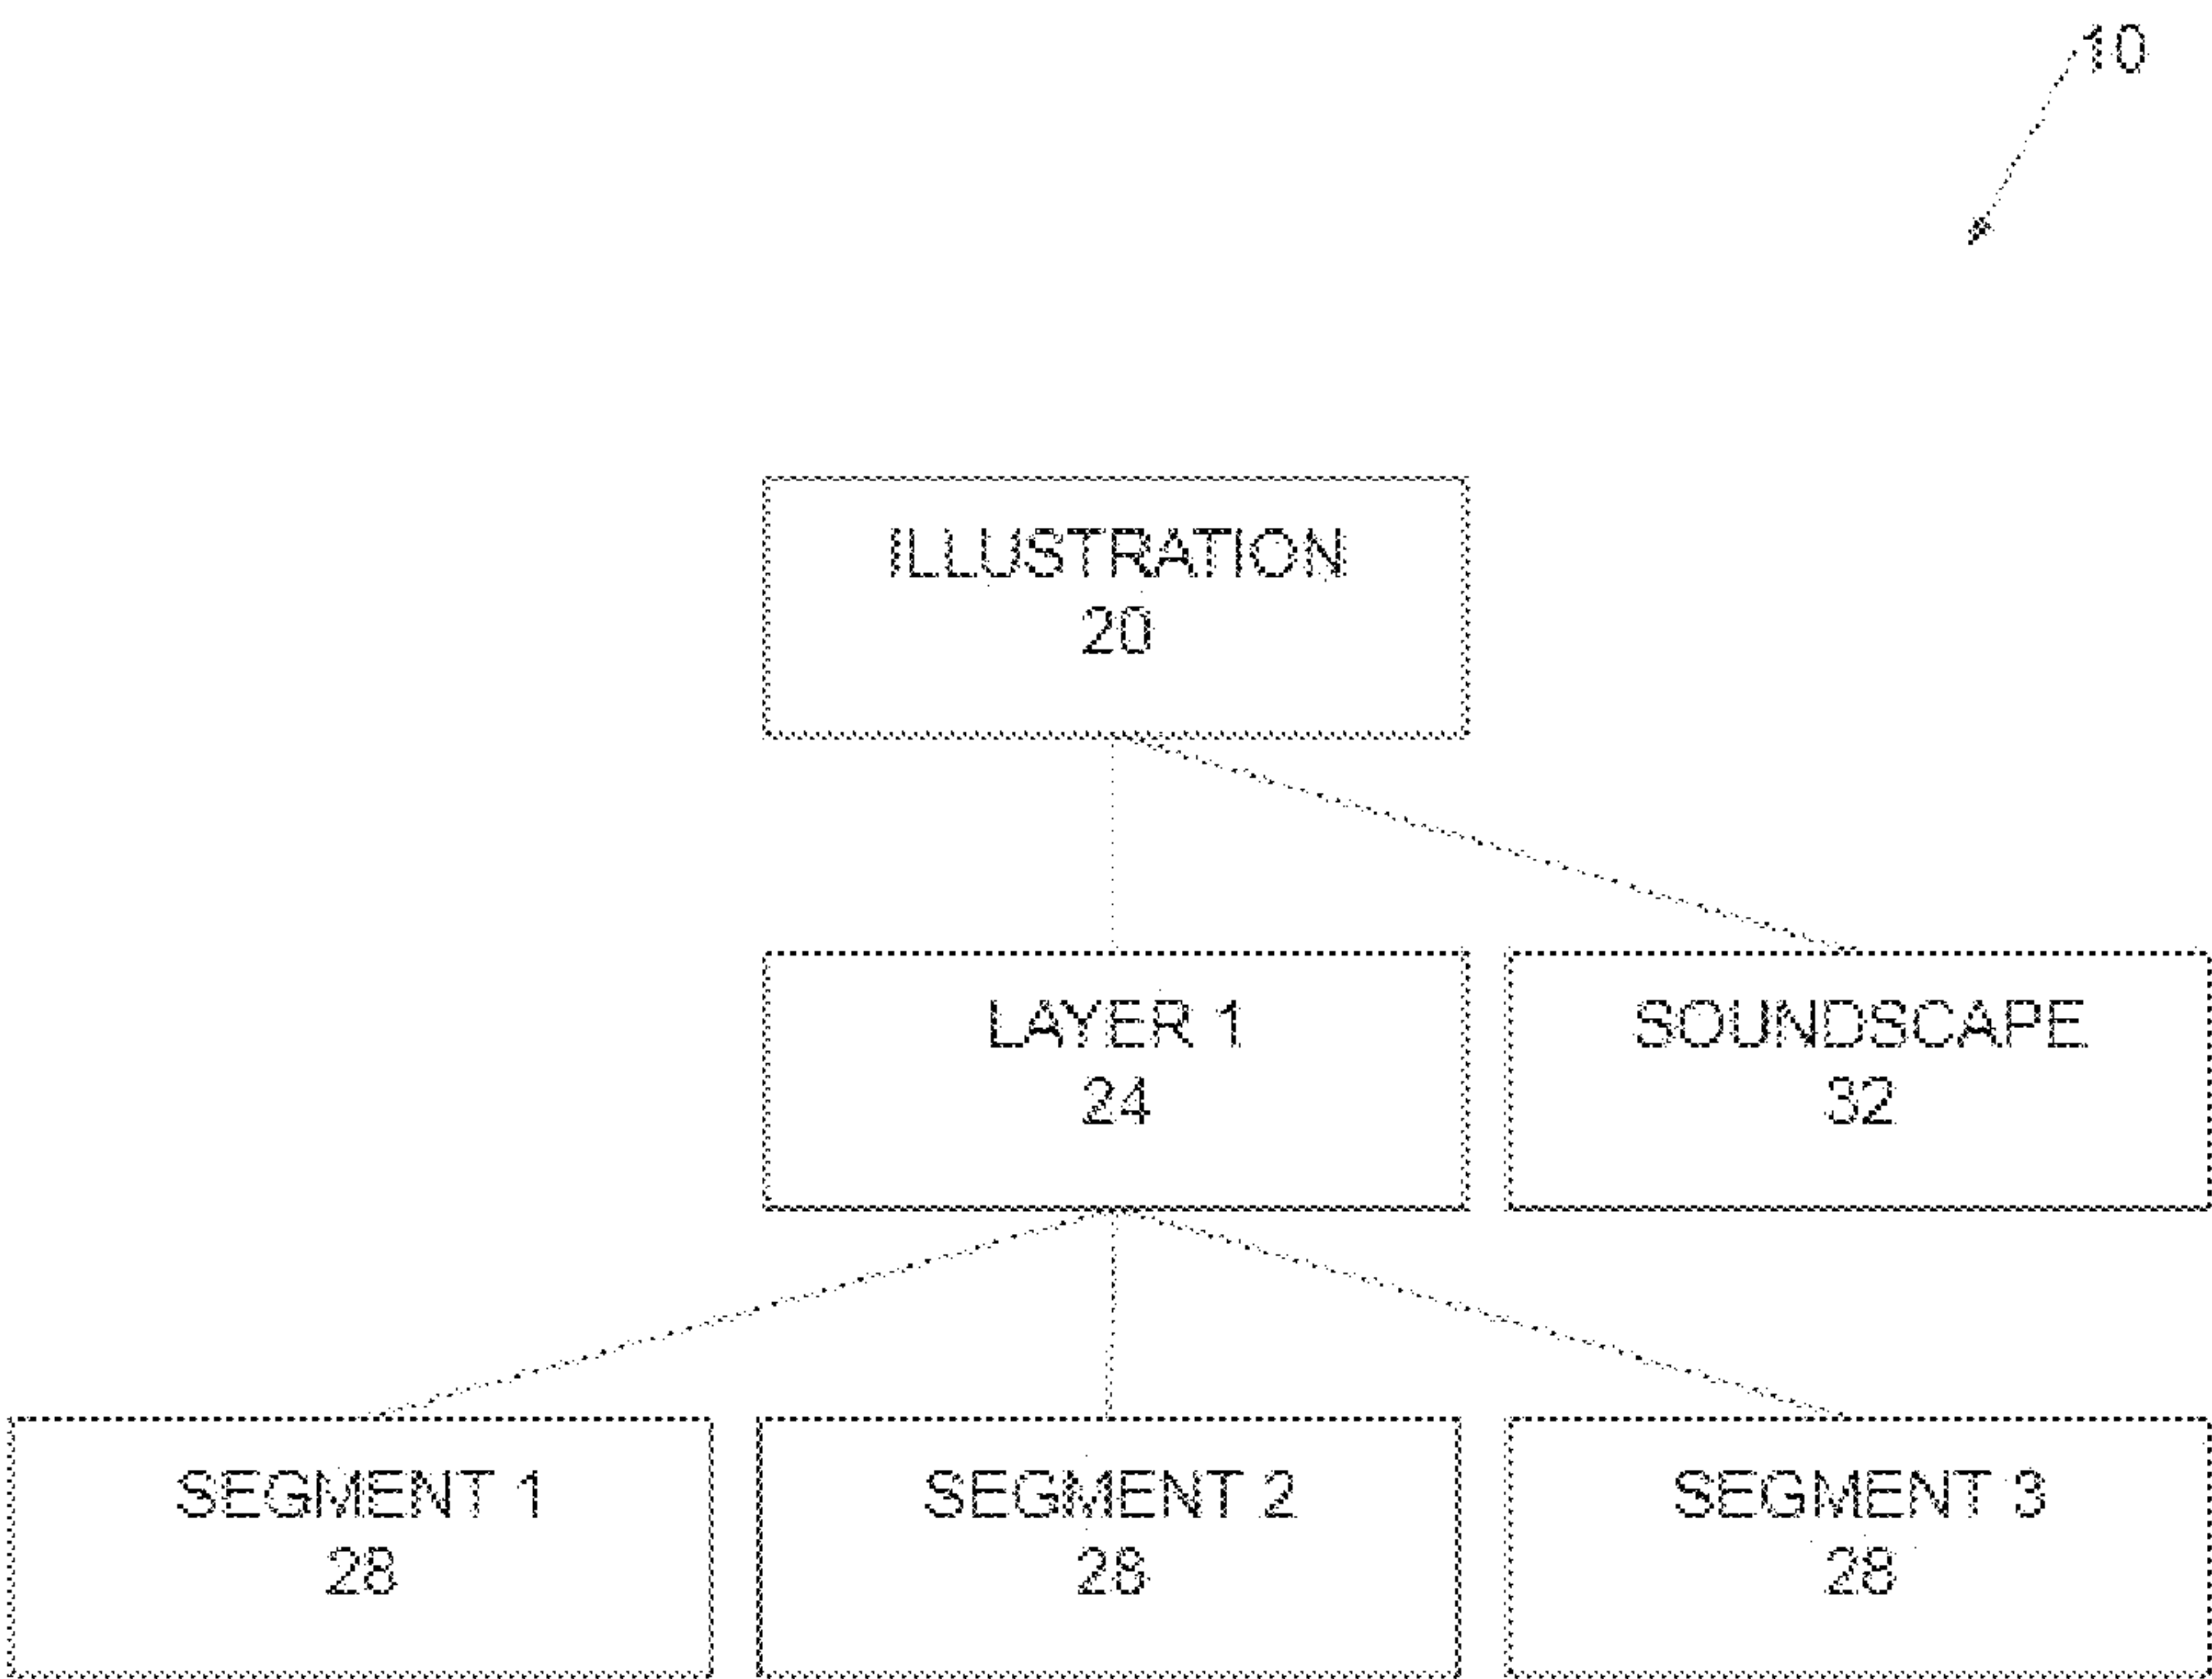 10
ILLUSTRATION
20
LAYER 1
24
SOUNDSCAPE
32
SEGMENT 1
28
SEGMENT 2
28
SEGMENT 3
28